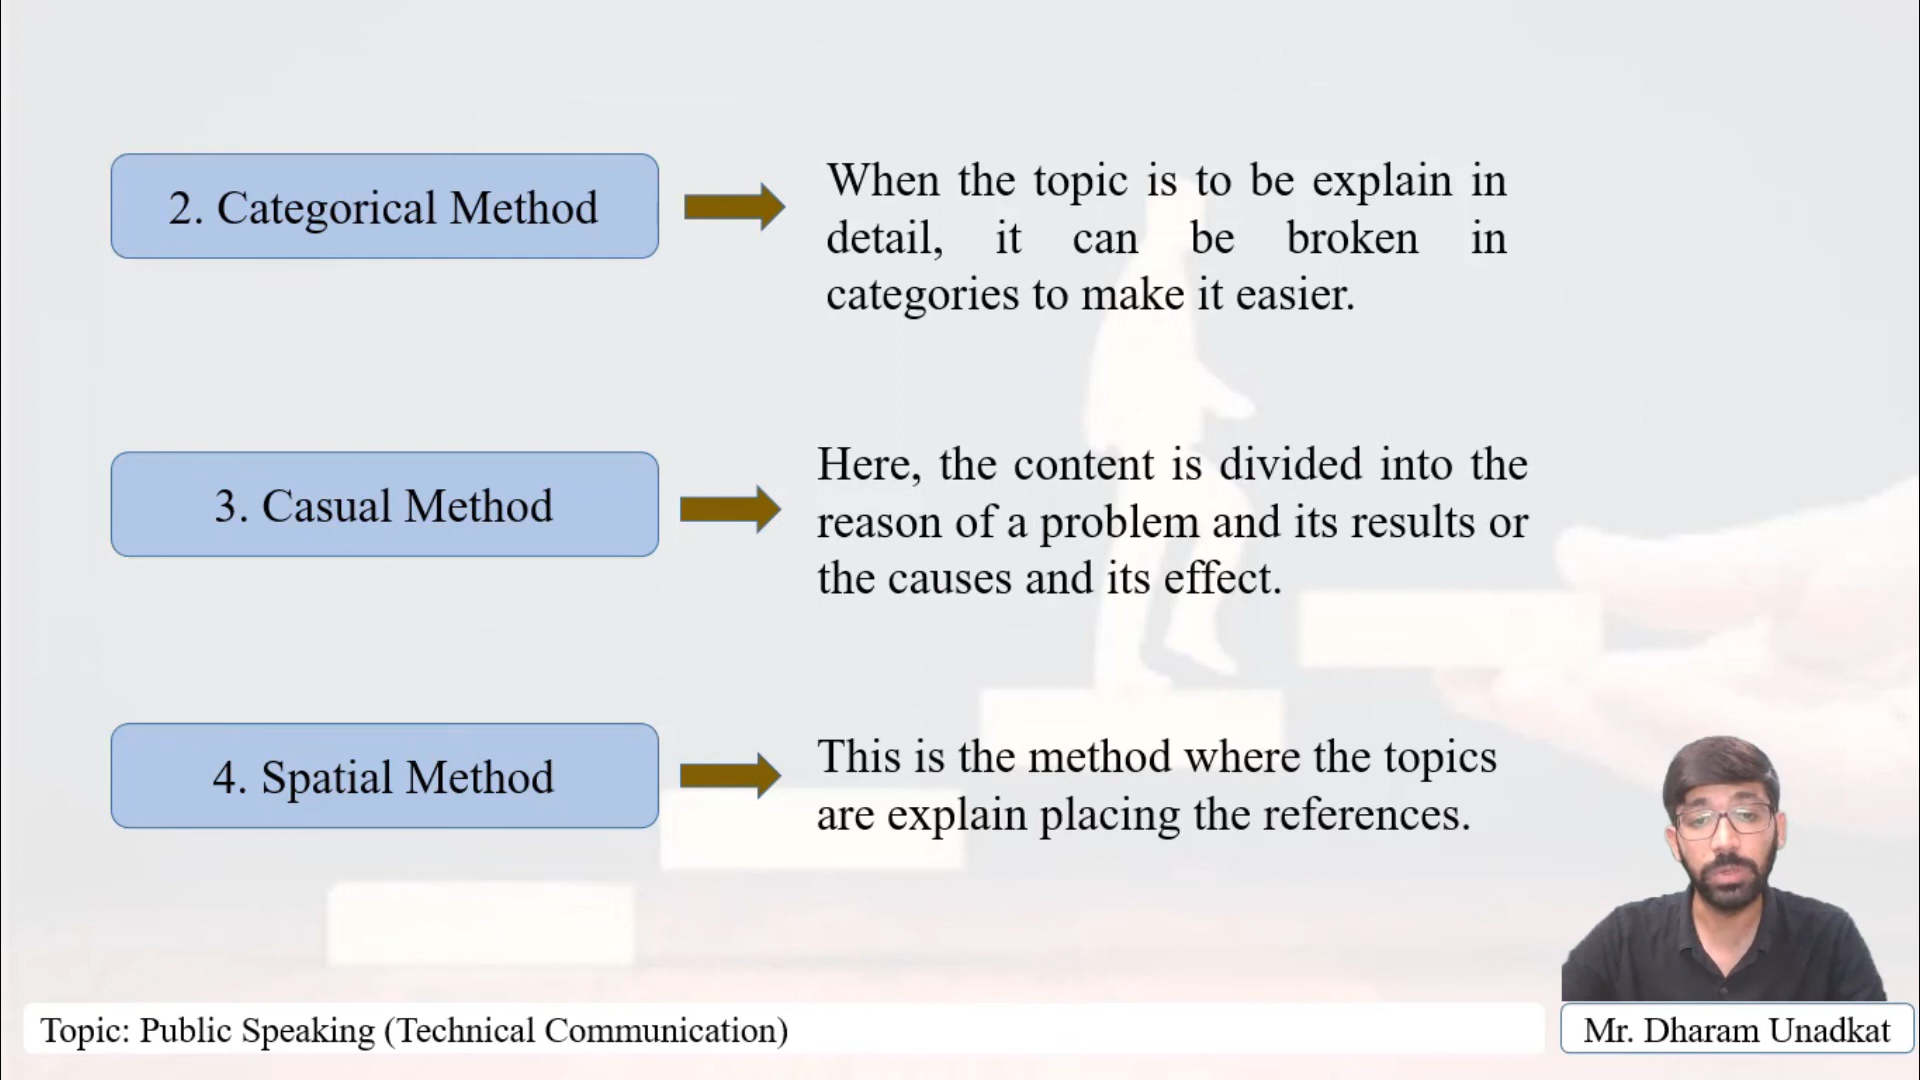 2. Categorical Method
When the topic is to be explain in
detail, it can be broken in
categories to make it easier.
3. Casual Method
Here, the content is divided into the
reason of a problem and its results or
the causes and its effect.
4. Spatial Method
This is the method where the topics
are explain placing the references.
Topic: Public Speaking (Technical Communication)
Mr. Dharam Unadkat